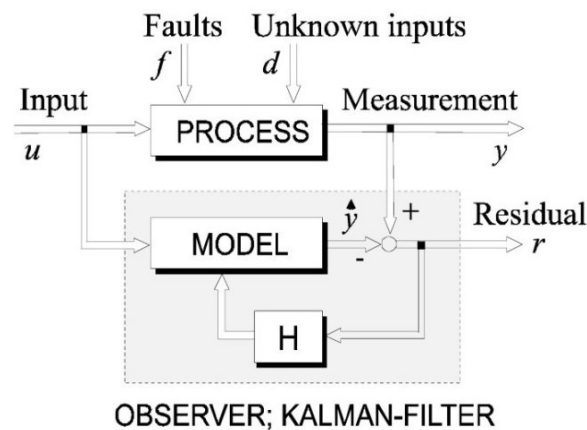 Faults
Unknown inputs
f
d
Input
Measurement
PROCESS
u
y
ŷ
+
Residual
MODEL
-
r
H
OBSERVER; KALMAN-FILTER